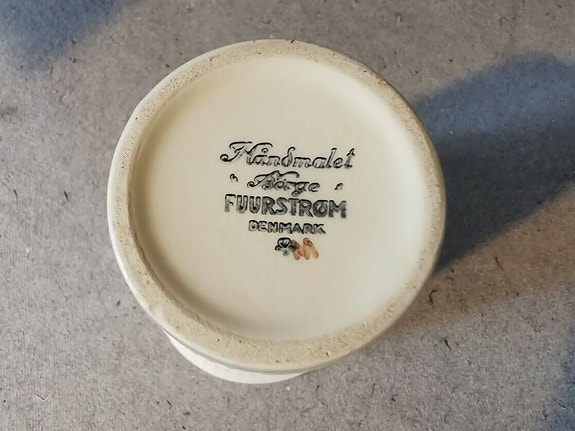 Håndmalet
Børge
FUURSTRØM
DENMARK